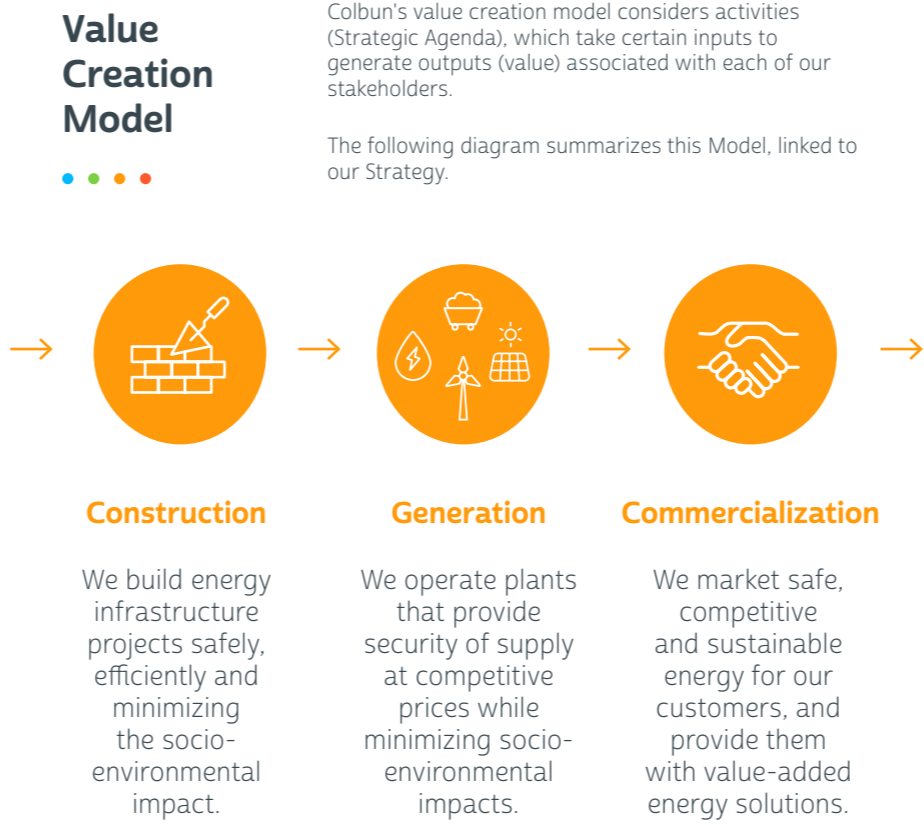 Value
Creation
Model
Colbun's value creation model considers activities
(Strategic Agenda), which take certain inputs to
generate outputs (value) associated with each of our
stakeholders.
The following diagram summarizes this Model, linked to
our Strategy.
Construction
We build energy
infrastructure
projects safely,
efficiently and
minimizing
the socio-
environmental
impact.
Generation
We operate plants
that provide
security of supply
at competitive
prices while
minimizing socio-
environmental
impacts.
Commercialization
We market safe,
competitive
and sustainable
energy for our
customers, and
provide them
with value-added
energy solutions.